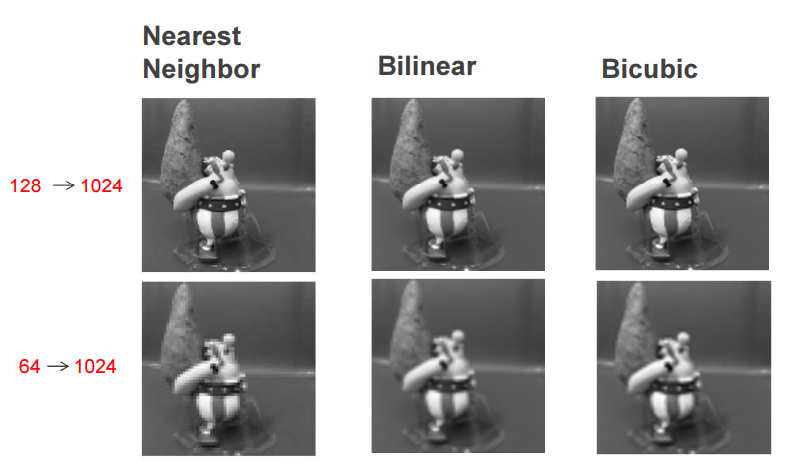 Nearest
Neighbor
Bilinear
Bicubic
128 → 1024
64 → 1024